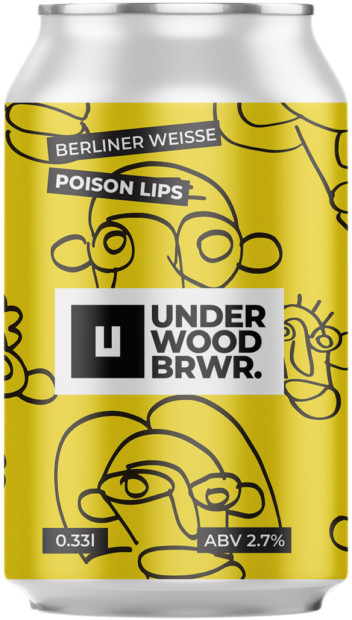 BERLINER WEISSE
POISON LIPS
U
UNDER
WOOD
BRWR.
0.33l
ABV 2.7%